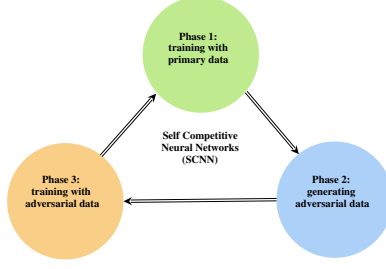 Phase 1:
training with
primary data
Self Competitive
Neural Networks
(SCNN)
Phase 3:
training with
adversarial data
Phase 2:
generating
adversarial data